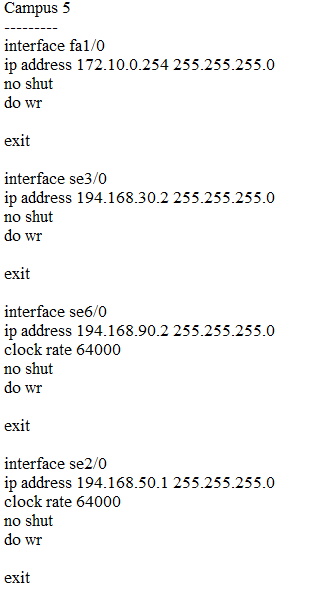 Campus 5
---------
interface fa1/0
ip address 172.10.0.254 255.255.255.0
no shut
do wr
exit
interface se3/0
ip address 194.168.30.2 255.255.255.0
no shut
do wr
exit
interface se6/0
ip address 194.168.90.2 255.255.255.0
clock rate 64000
no shut
do wr
exit
interface se2/0
ip address 194.168.50.1 255.255.255.0
clock rate 64000
no shut
do wr
exit